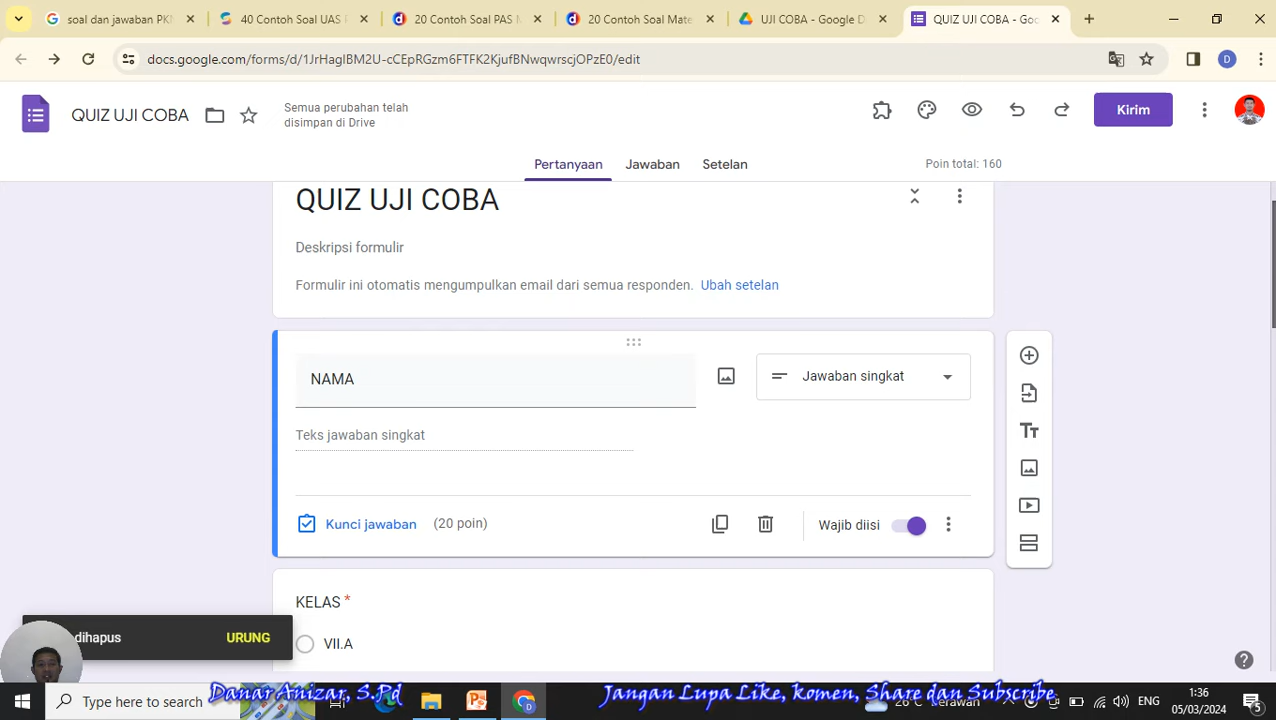 soal dan jawaban PKN
40 Contoh Soal UAS
20 Contoh Soal PAS
20 Contoh Soal Mate
UJI COBA - Google D
QUIZ UJI COBA - Goo
docs.google.com/forms/d/1JrHagIBM2U-cCEpRGzm6FTFK2KjufBNwqwrscjOPzE0/edit
D
QUIZ UJI COBA
Semua perubahan telah
disimpan di Drive
Kirim
Pertanyaan
Jawaban
Setelan
Poin total: 160
QUIZ UJI COBA
Deskripsi formulir
Formulir ini otomatis mengumpulkan email dari semua responden. Ubah setelan
NAMA
Jawaban singkat
Teks jawaban singkat
Kunci jawaban (20 poin)
Wajib diisi
KELAS *
VII.A
dihapus
URUNG
Type here to search
Danar Anizar, S.Pd
Jangan Lupa Like, komen, Share dan Subscribe
ENG
1:36
05/03/2024
5